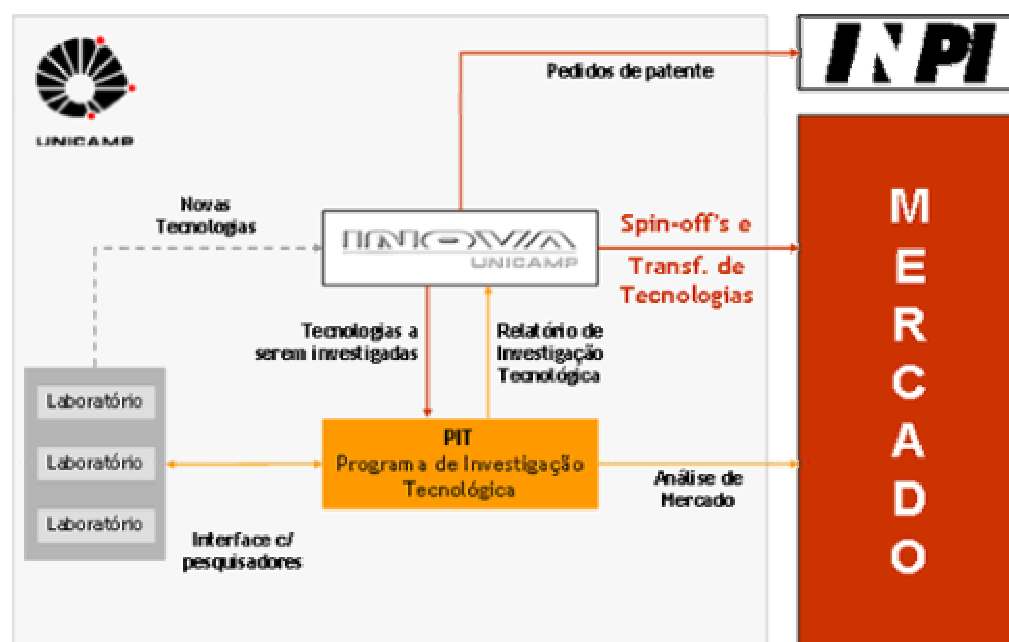 INPI
Pedidos de patente
UNICAMP
Novas
Tecnologias
INOVA
UNICAMP
Spin-off's e
Transf. de
Tecnologias
MERCADO
Tecnologias a
serem investigadas
Relatório de
Investigação
Tecnológica
Laboratório
Laboratório
Laboratório
PIT
Programa de Investigação
Tecnológica
Análise de
Mercado
Interface c/
pesquisadores